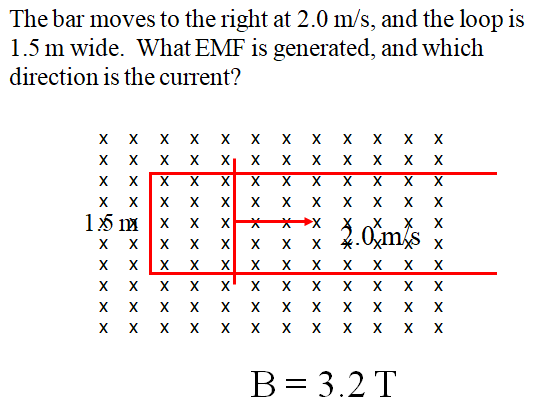 The bar moves to the right at 2.0 m/s, and the loop is
1.5 m wide. What EMF is generated, and which
direction is the current?
x x x x x x x x x x x x
x x x x x x x x x x x x
x x x x x x x x x x x x
x x x x x x x x x x x x
1.5 m x x x x x x x x x x x x
2.0 m/s
x x x x x x x x x x x x
x x x x x x x x x x x x
x x x x x x x x x x x x
x x x x x x x x x x x x
x x x x x x x x x x x x
B = 3.2 T